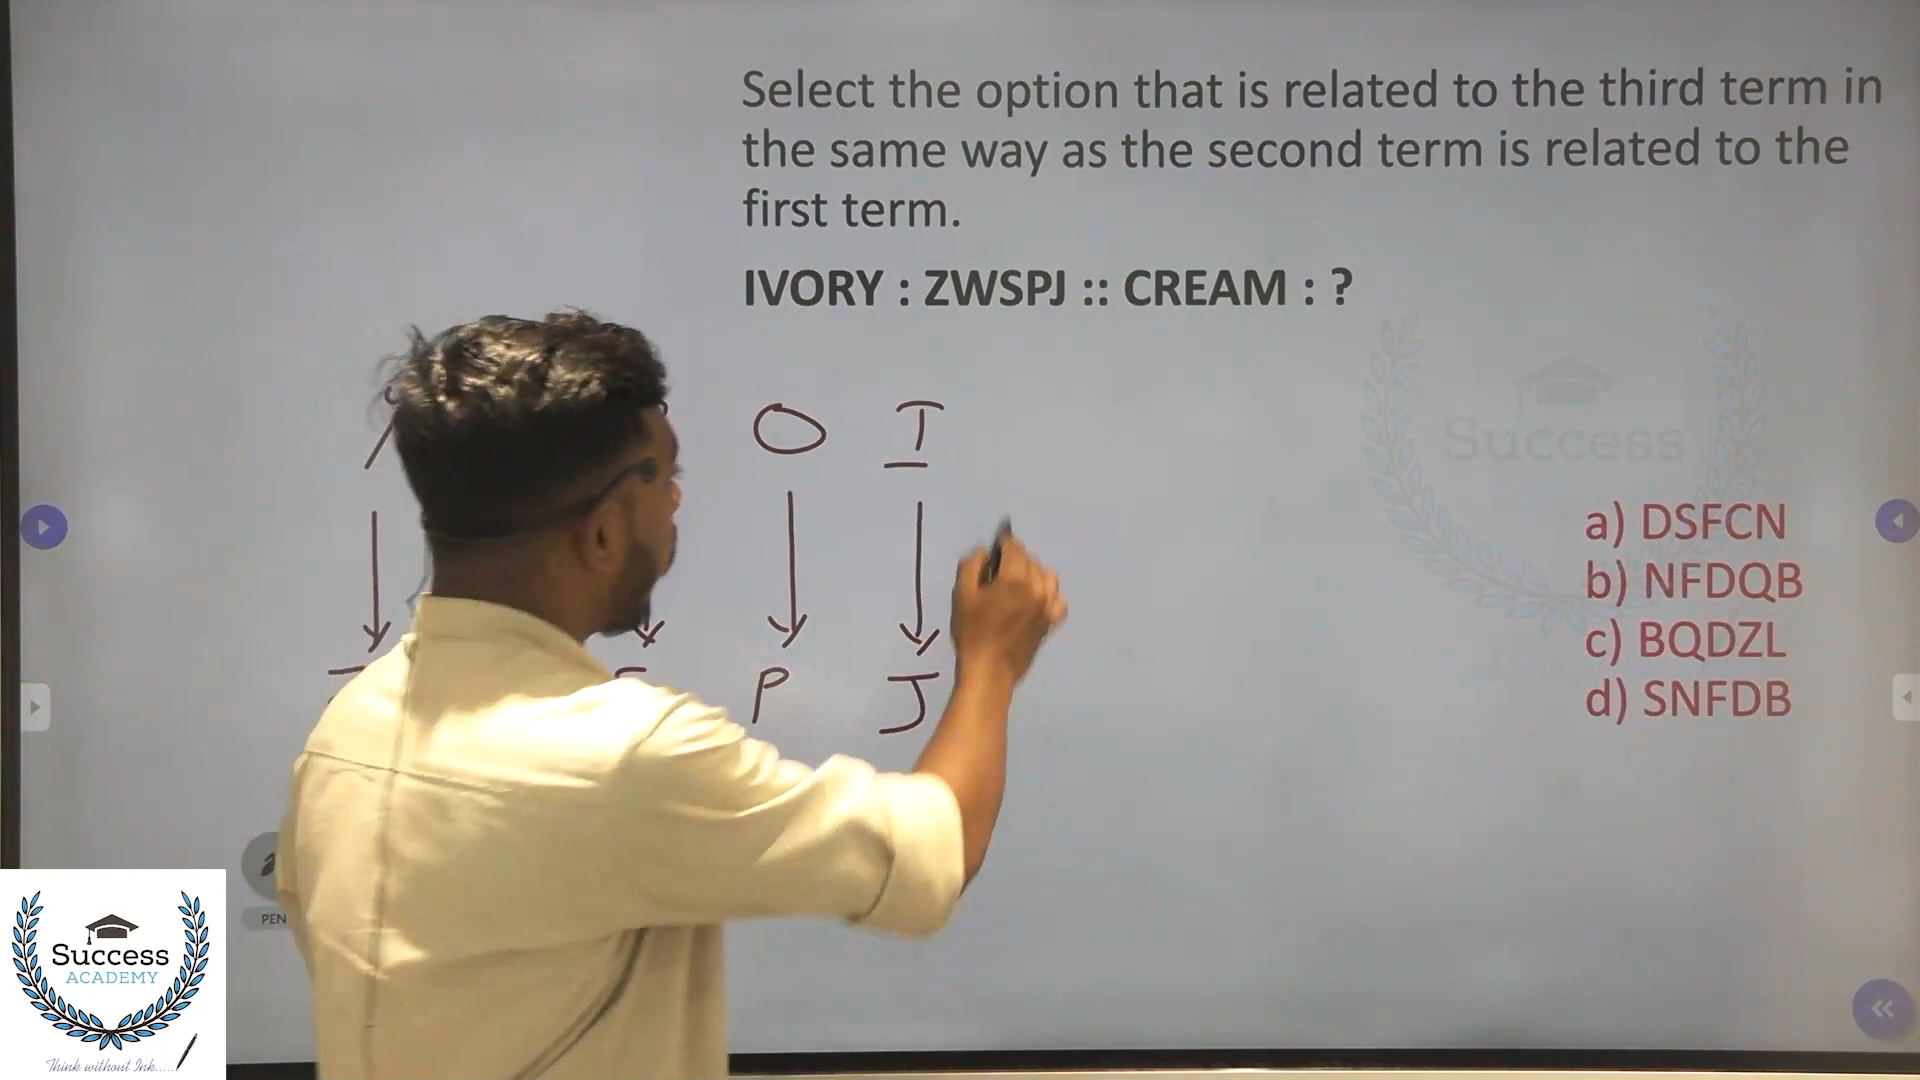 Select the option that is related to the third term in
the same way as the second term is related to the
first term.
IVORY : ZWSPJ :: CREAM : ?
O I
P J
Success
a) DSFCN
b) NFDQB
c) BQDZL
d) SNFDB
PEN
Success
ACADEMY
Think without Ink.....